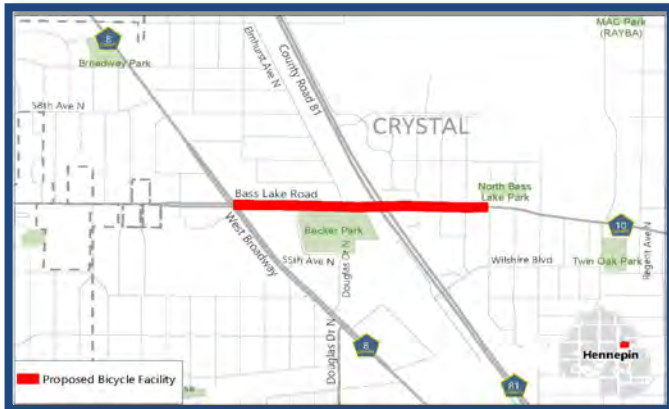 MAC Park
(RAYBA)
8
Broadway Park
Elmhurst Ave N
County Road 81
58th Ave N
CRYSTAL
Bass Lake Road
North Bass
Lake Park
West Broadway
Becker Park
10
Regent Ave N
55th Ave N
Douglas Dr N
Wilshire Blvd
Twin Oak Park
Douglas Dr N
8
Hennepin
81
Proposed Bicycle Facility